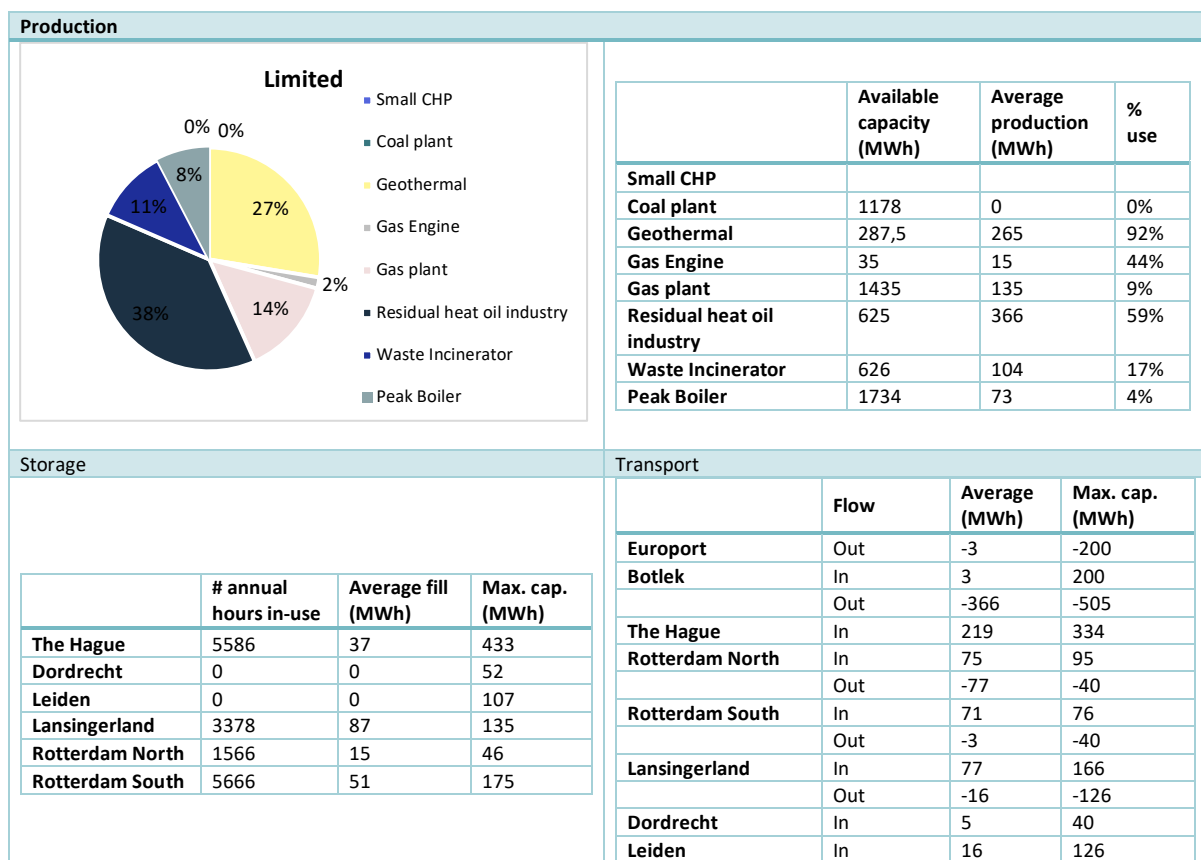 Production
Limited
Small CHP
Coal plant
Geothermal
Gas Engine
Gas plant
Residual heat oil industry
Waste Incinerator
Peak Boiler
0% 0%
8%
27%
11%
2%
14%
38%
Available capacity (MWh) Average production (MWh) % use
Small CHP
Coal plant 1178 0 0%
Geothermal 287,5 265 92%
Gas Engine 35 15 44%
Gas plant 1435 135 9%
Residual heat oil industry 625 366 59%
Waste Incinerator 626 104 17%
Peak Boiler 1734 73 4%
Storage
# annual hours in-use Average fill (MWh) Max. cap. (MWh)
The Hague 5586 37 433
Dordrecht 0 0 52
Leiden 0 0 107
Lansingerland 3378 87 135
Rotterdam North 1566 15 46
Rotterdam South 5666 51 175
Transport
Flow Average (MWh) Max. cap. (MWh)
Europort Out -3 -200
Botlek In 3 200
Out -366 -505
The Hague In 219 334
Rotterdam North In 75 95
Out -77 -40
Rotterdam South In 71 76
Out -3 -40
Lansingerland In 77 166
Out -16 -126
Dordrecht In 5 40
Leiden In 16 126